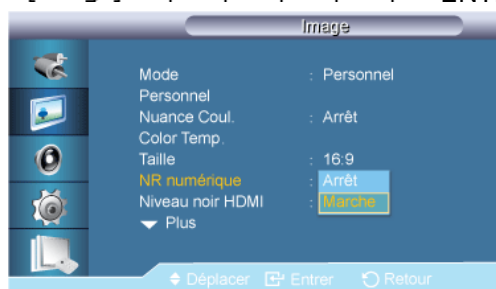 Image
Mode : Personnel
Personnel
Nuance Coul. : Arrêt
Color Temp.
Taille : 16:9
NR numérique : Arrêt
Niveau noir HDMI : Marche
Plus
Déplacer Entrer Retour